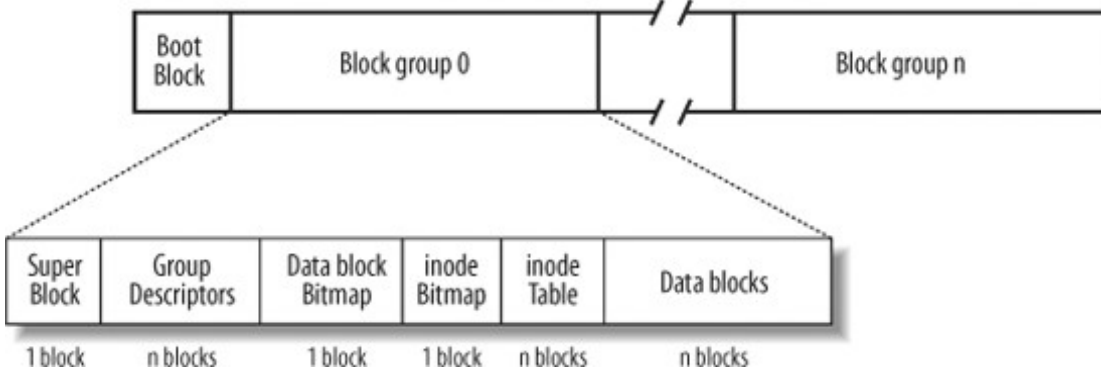 Boot
Block
Block group 0
Block group n
Super
Block
Group
Descriptors
Data block
Bitmap
inode
Bitmap
inode
Table
Data blocks
1 block
n blocks
1 block
1 block
n blocks
n blocks